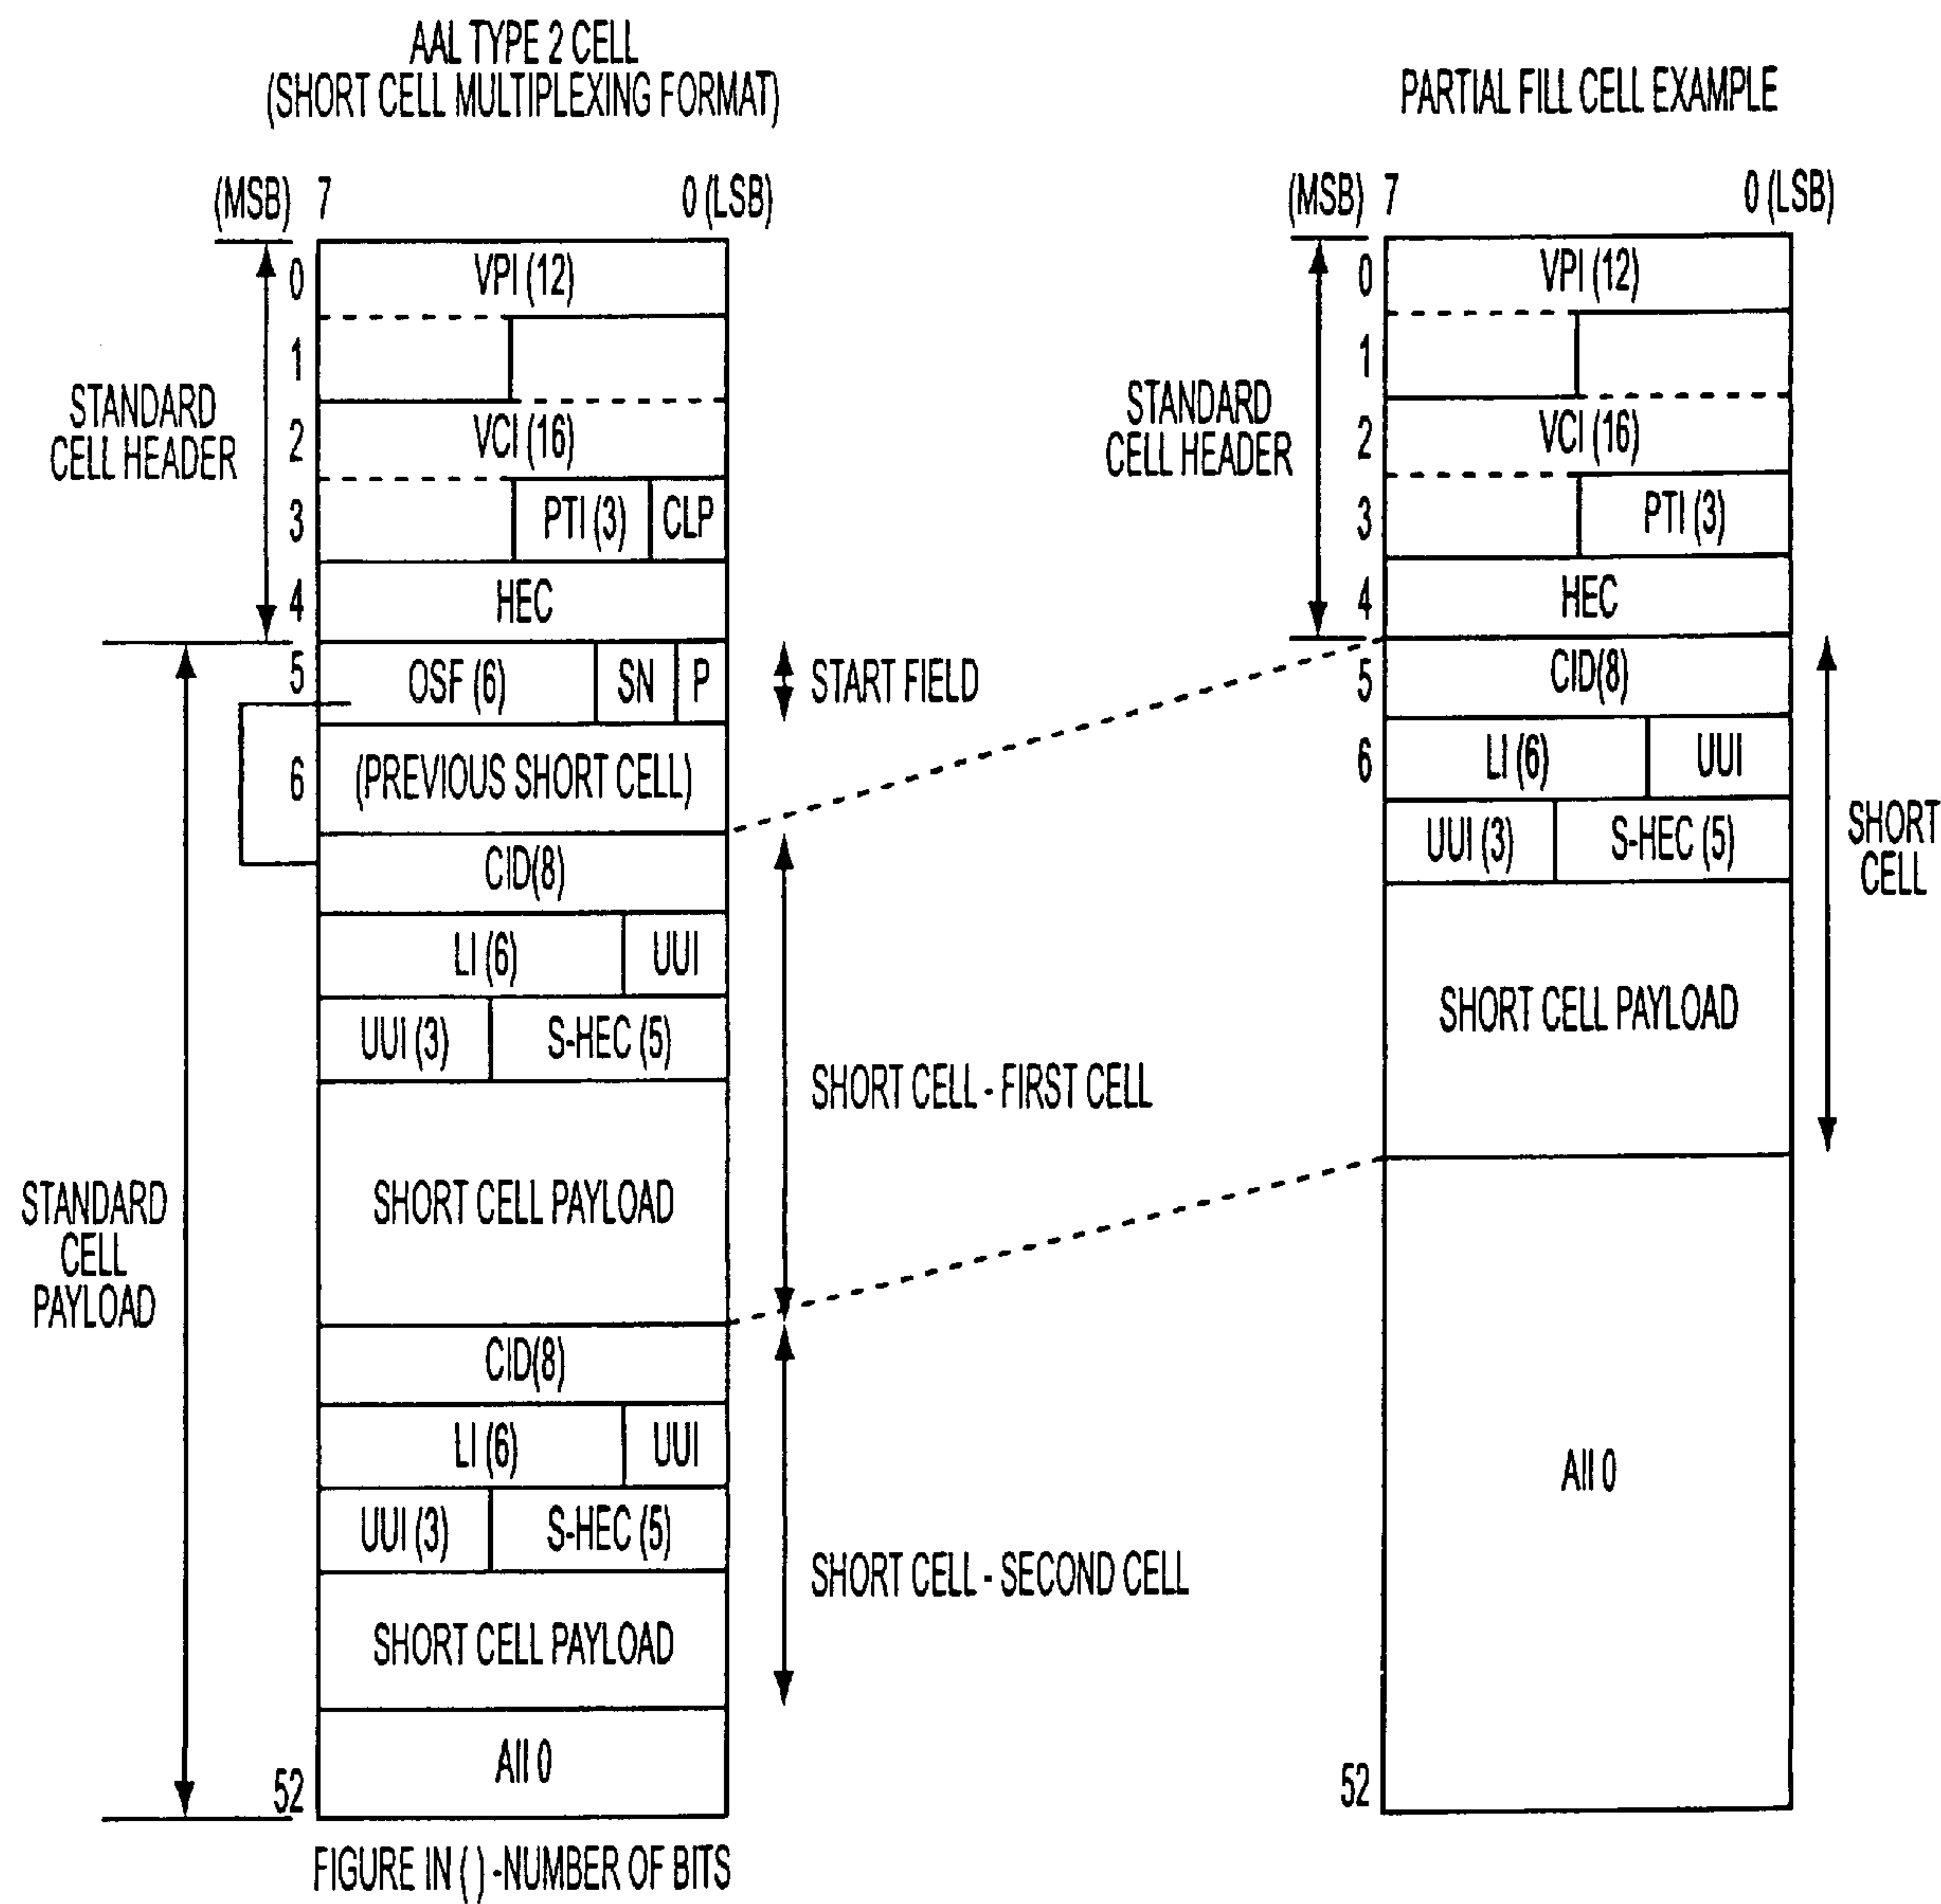 AAL TYPE 2 CELL
(SHORT CELL MULTIPLEXING FORMAT)
(MSB) 7 0 (LSB)
STANDARD
CELL HEADER
0 VPI (12)
1
2 VCI (16)
3 PTI (3) CLP
4 HEC
5 OSF (6) SN P
START FIELD
6 (PREVIOUS SHORT CELL)
CID(8)
LI (6) UUI
UUI (3) S-HEC (5)
SHORT CELL - FIRST CELL
SHORT CELL PAYLOAD
STANDARD
CELL
PAYLOAD
CID(8)
LI (6) UUI
UUI (3) S-HEC (5)
SHORT CELL - SECOND CELL
SHORT CELL PAYLOAD
All 0
52
FIGURE IN ( ) -NUMBER OF BITS
PARTIAL FILL CELL EXAMPLE
(MSB) 7 0 (LSB)
STANDARD
CELL HEADER
0 VPI (12)
1
2 VCI (16)
3 PTI (3)
4 HEC
5 CID(8)
6 LI (6) UUI
UUI (3) S-HEC (5)
SHORT
CELL
SHORT CELL PAYLOAD
All 0
52